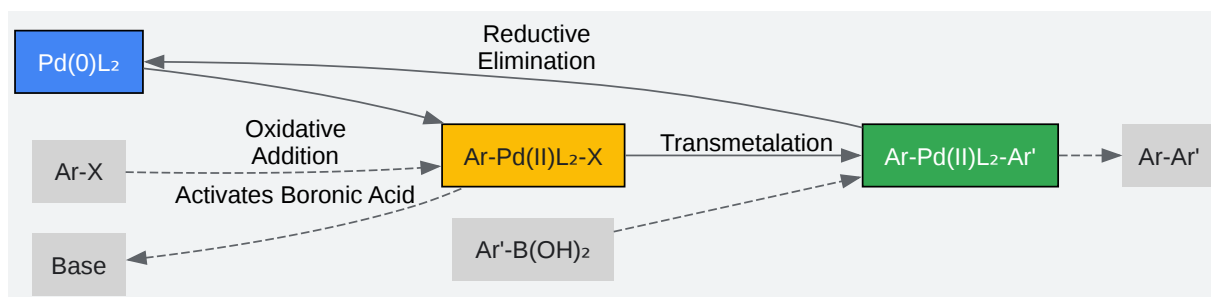 Reductive
Elimination
Pd(0)L₂
Oxidative
Addition
Transmetalation
Ar-Pd(II)L₂-X
Ar-Pd(II)L₂-Ar'
Ar-Ar'
Ar-X
Activates Boronic Acid
Ar'-B(OH)₂
Base